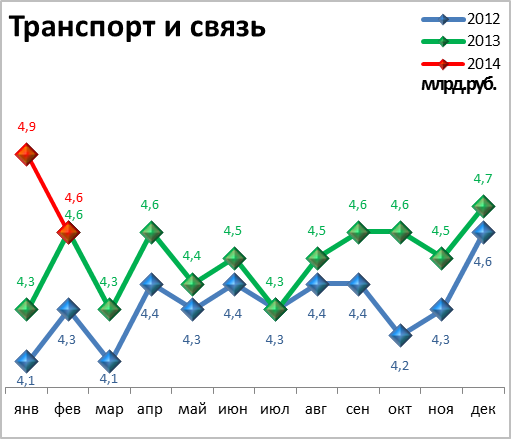 Транспорт и связь
2012
2013
2014
млрд.руб.
4,9
4,6
4,3 4,6 4,3 4,6 4,4 4,5 4,3 4,5 4,6 4,6 4,5 4,7
4,1 4,3 4,1 4,4 4,3 4,4 4,3 4,4 4,4 4,2 4,3 4,6
янв фев мар апр май июн июл авг сен окт ноя дек